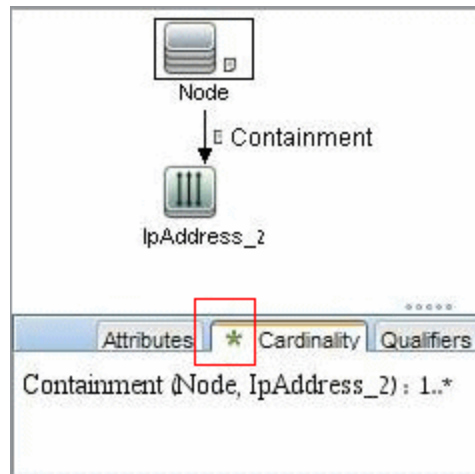 Node
Containment
IpAddress_2
Attributes * Cardinality Qualifiers
Containment (Node, IpAddress_2) : 1..*